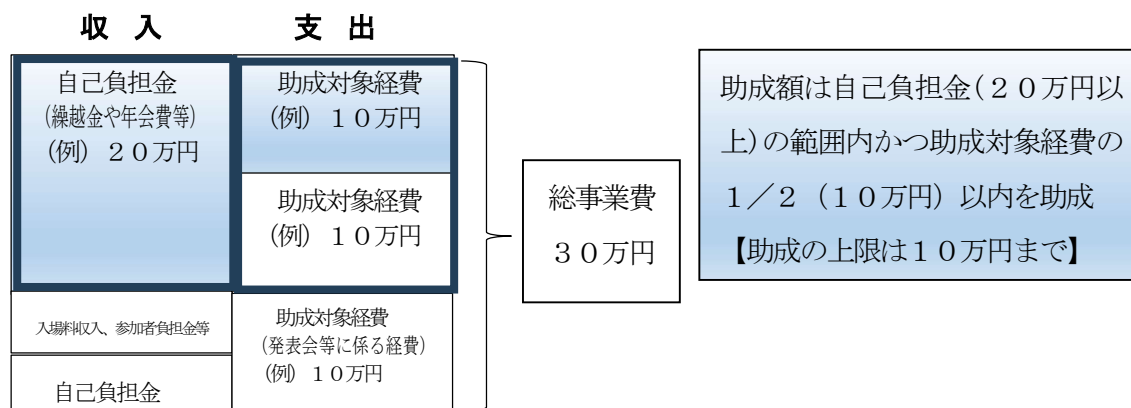 収 入
支 出
自己負担金
(繰越金や年会費等)
(例) ２０万円
助成対象経費
(例) １０万円
助成対象経費
(例) １０万円
入場料収入、参加者負担金等
自己負担金
助成対象経費
(発表会等に係る経費)
(例) １０万円
総事業費
３０万円
助成額は自己負担金(２０万円以
上)の範囲内かつ助成対象経費の
１／２（１０万円）以内を助成
【助成の上限は１０万円まで】